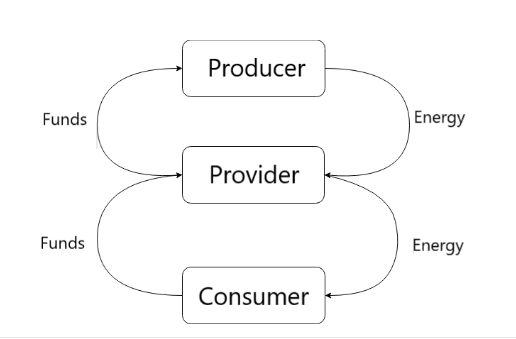 Producer
Funds
Energy
Provider
Funds
Energy
Consumer